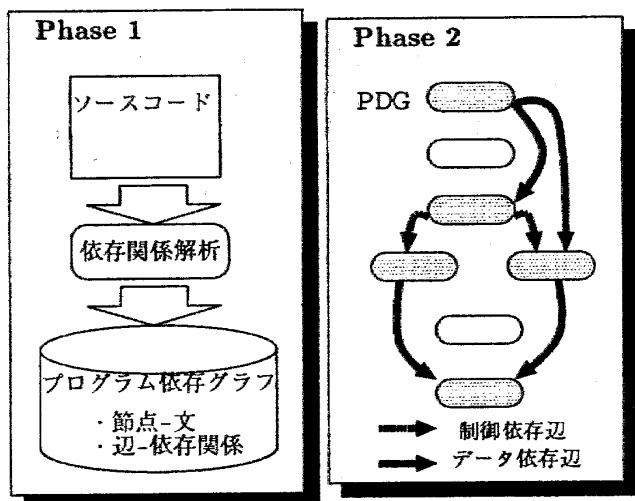 Phase 1
ソースコード
依存関係解析
プログラム依存グラフ
・節点-文
・辺-依存関係
Phase 2
PDG
制御依存辺
データ依存辺